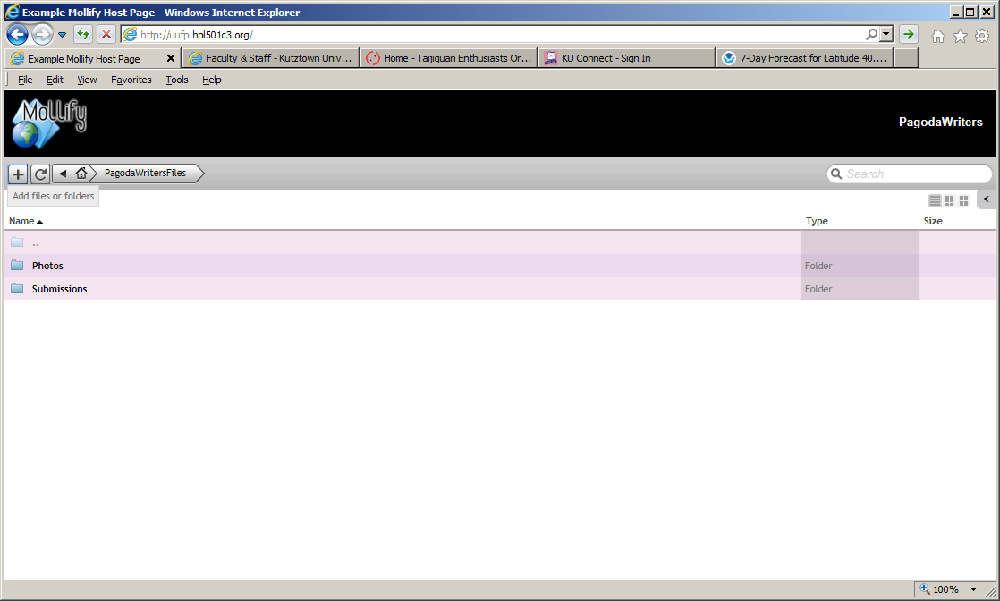 Example Mollify Host Page - Windows Internet Explorer
http://uufp.hpl501c3.org/
Example Mollify Host Page
Faculty & Staff - Kutztown Univ...
Home - Taijiquan Enthusiasts Or...
KU Connect - Sign In
7-Day Forecast for Latitude 40....
File Edit View Favorites Tools Help
Mollify
PagodaWriters
PagodaWritersFiles
Search
Add files or folders
<
Name Type Size
..
Photos Folder
Submissions Folder
100%